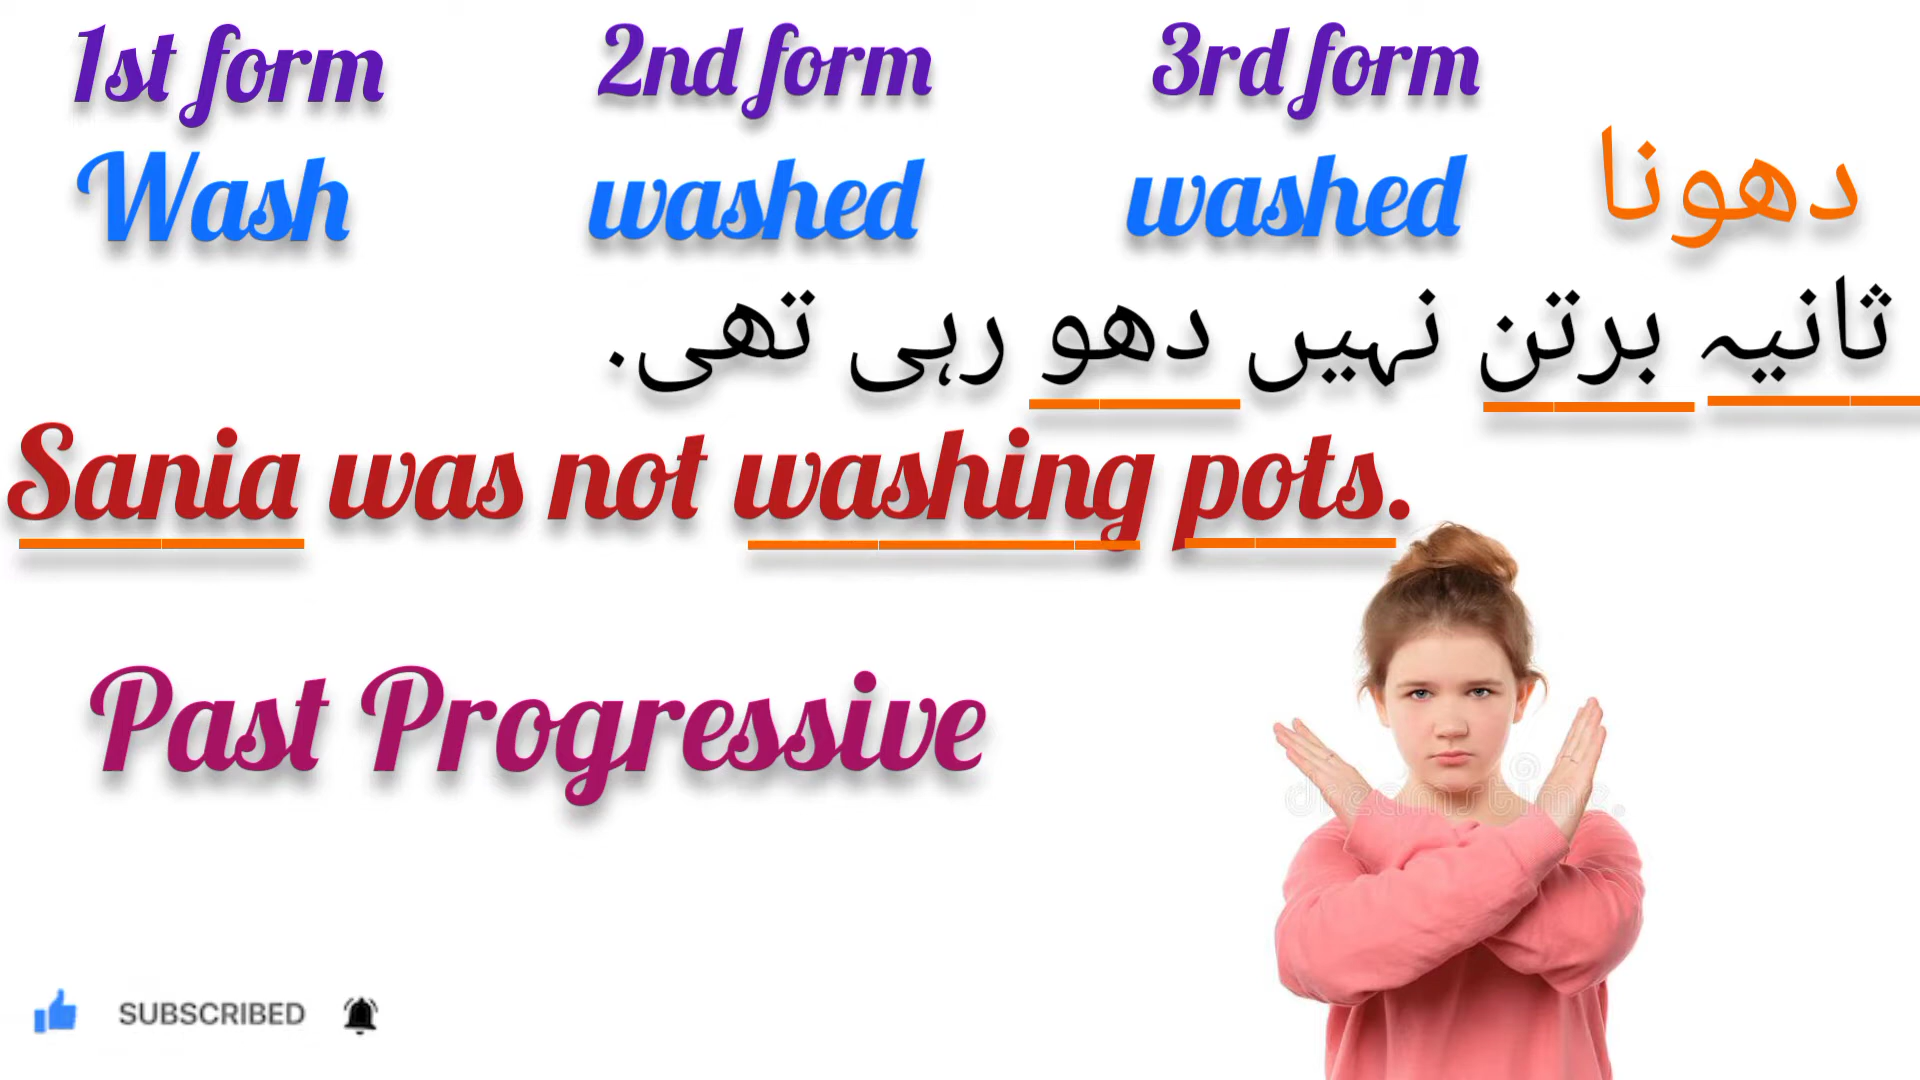 1st form 2nd form 3rd form
Wash washed washed دھونا
ثانیہ برتن نہیں دھو رہی تھی.
Sania was not washing pots.
Past Progressive
dreamstime.
SUBSCRIBED